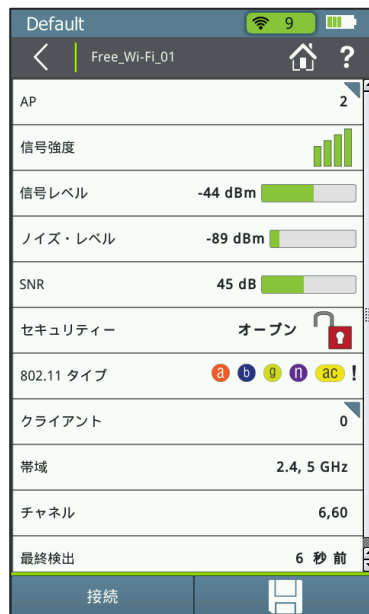 Default
9
Free_Wi-Fi_01
?
AP 2
信号強度
信号レベル -44 dBm
ノイズ・レベル -89 dBm
SNR 45 dB
セキュリティー オープン
802.11 タイプ a b g n ac !
クライアント 0
帯域 2.4, 5 GHz
チャネル 6,60
最終検出 6 秒 前
接続